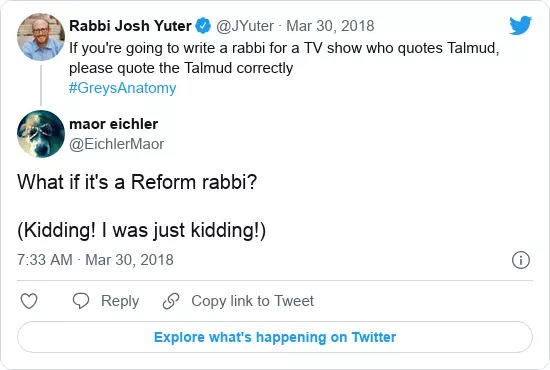 Rabbi Josh Yuter @JYuter · Mar 30, 2018
If you're going to write a rabbi for a TV show who quotes Talmud,
please quote the Talmud correctly
#GreysAnatomy
maor eichler
@EichlerMaor
What if it's a Reform rabbi?
(Kidding! I was just kidding!)
7:33 AM · Mar 30, 2018
Reply Copy link to Tweet
Explore what's happening on Twitter